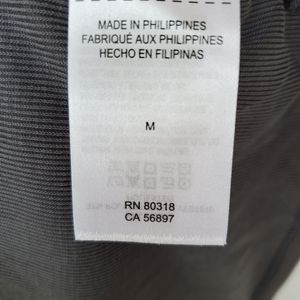 MADE IN PHILIPPINES
FABRIQUÉ AUX PHILIPPINES
HECHO EN FILIPINAS
M
RN 80318
CA 56897